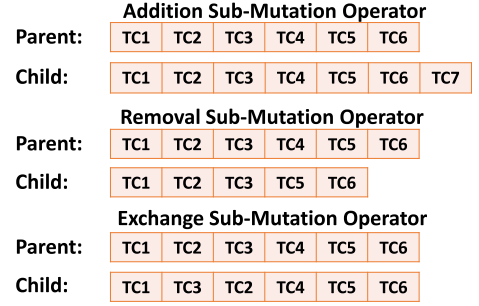 Addition Sub-Mutation Operator
Parent: TC1 TC2 TC3 TC4 TC5 TC6
Child: TC1 TC2 TC3 TC4 TC5 TC6 TC7
Removal Sub-Mutation Operator
Parent: TC1 TC2 TC3 TC4 TC5 TC6
Child: TC1 TC2 TC3 TC5 TC6
Exchange Sub-Mutation Operator
Parent: TC1 TC2 TC3 TC4 TC5 TC6
Child: TC1 TC3 TC2 TC4 TC5 TC6